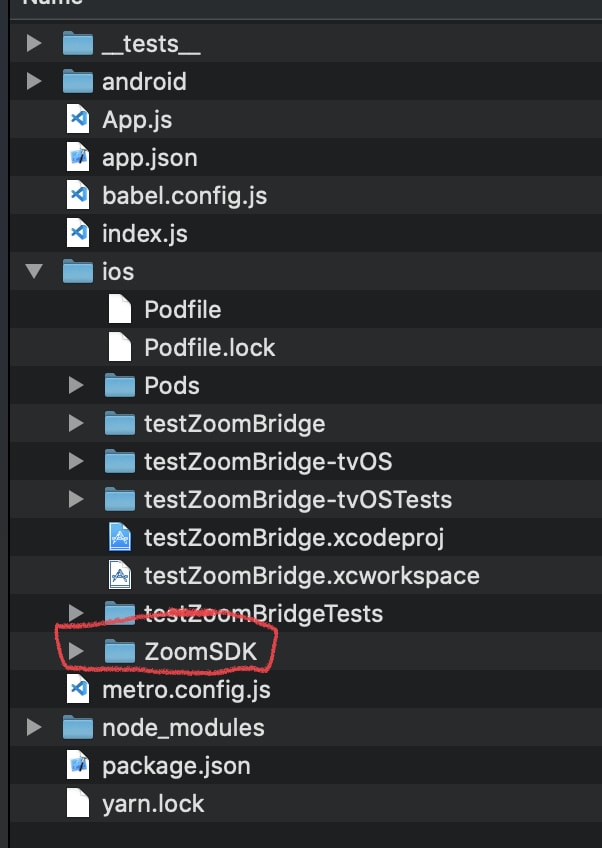 Name
__tests__
android
App.js
app.json
babel.config.js
index.js
ios
Podfile
Podfile.lock
Pods
testZoomBridge
testZoomBridge-tvOS
testZoomBridge-tvOSTests
testZoomBridge.xcodeproj
testZoomBridge.xcworkspace
testZoomBridgeTests
ZoomSDK
metro.config.js
node_modules
package.json
yarn.lock